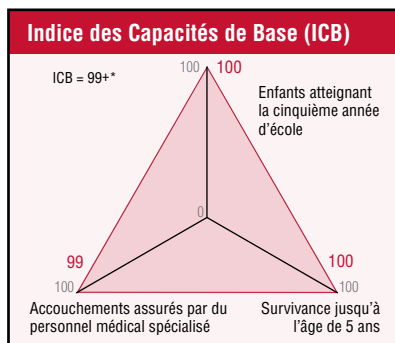 Indice des Capacités de Base (ICB)
ICB = 99+*
100 100
Enfants atteignant
la cinquième année
d'école
0
99
100
100
100
Accouchements assurés par du
personnel médical spécialisé
Survivance jusqu'à
l'âge de 5 ans